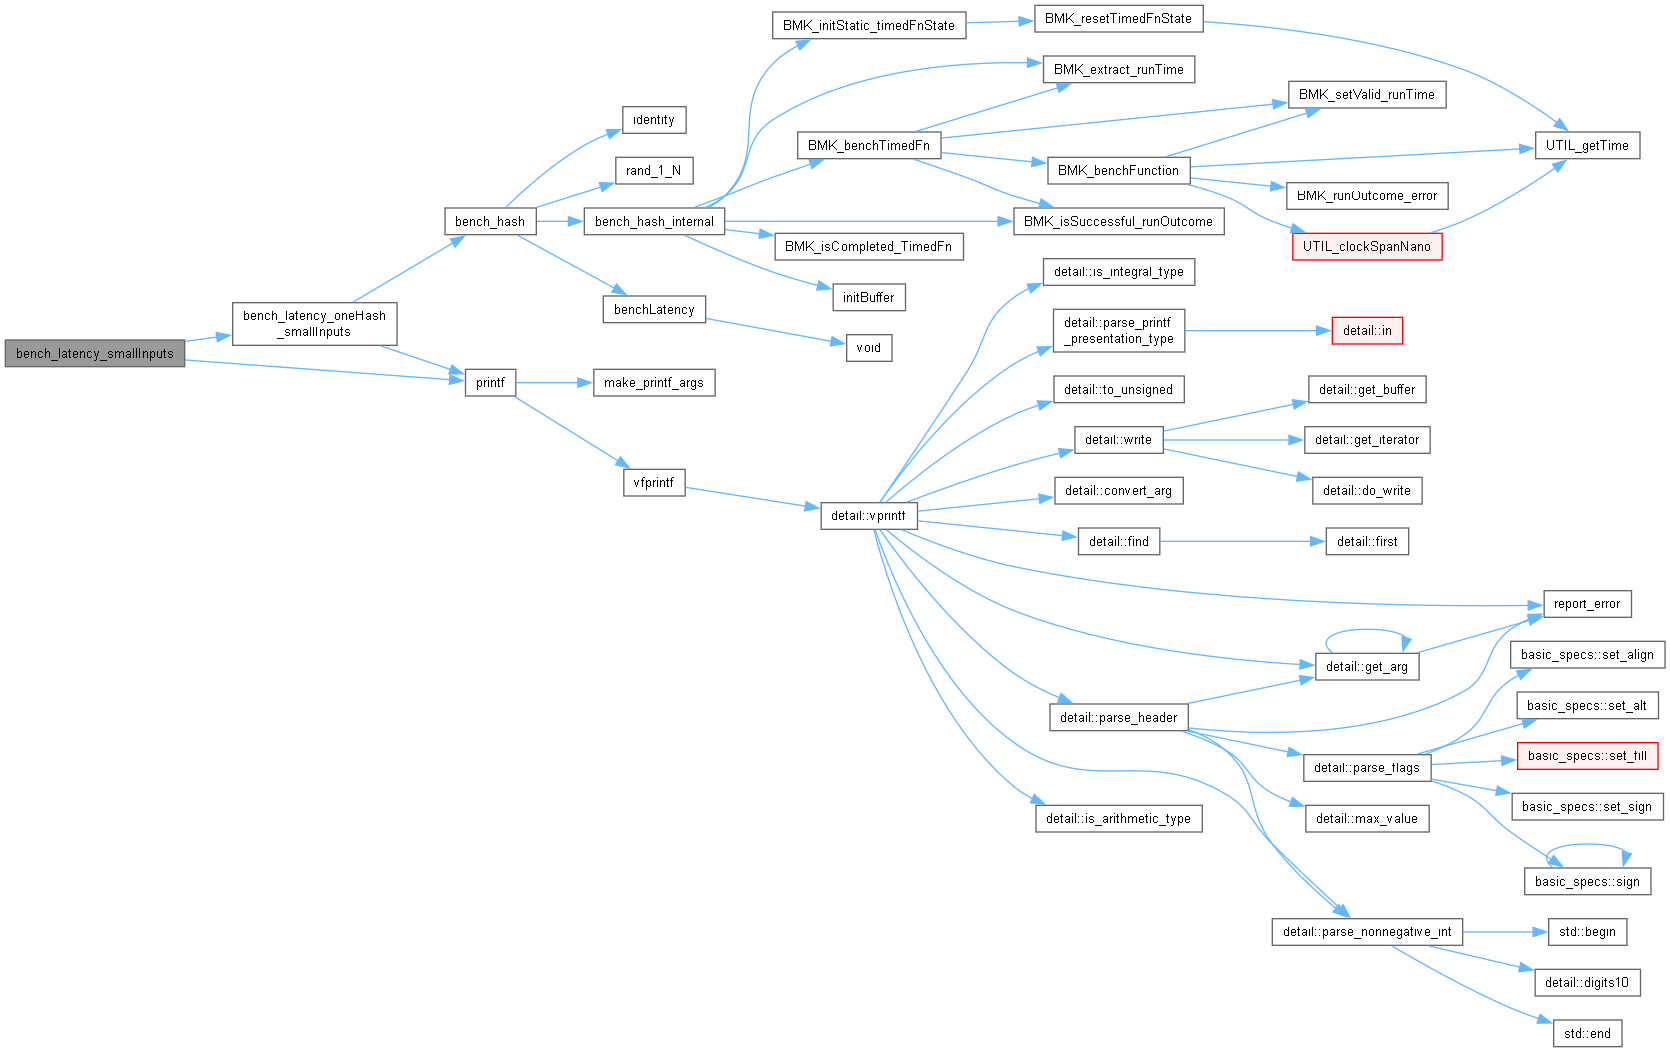 BMK_initStatic_timedFnState
BMK_resetTimedFnState
BMK_extract_runTime
BMK_setValid_runTime
identity
BMK_benchTimedFn
UTIL_getTime
rand_1_N
BMK_benchFunction
BMK_runOutcome_error
bench_hash
bench_hash_internal
BMK_isSuccessful_runOutcome
BMK_isCompleted_TimedFn
UTIL_clockSpanNano
detail::is_integral_type
initBuffer
benchLatency
bench_latency_oneHash
_smallInputs
detail::parse_printf
_presentation_type
detail::in
void
bench_latency_smallInputs
printf
make_printf_args
detail::to_unsigned
detail::get_buffer
detail::write
detail::get_iterator
vfprintf
detail::convert_arg
detail::do_write
detail::vprintf
detail::find
detail::first
report_error
detail::get_arg
basic_specs::set_align
basic_specs::set_alt
detail::parse_header
basic_specs::set_fill
detail::parse_flags
basic_specs::set_sign
detail::is_arithmetic_type
detail::max_value
basic_specs::sign
detail::parse_nonnegative_int
std::begin
detail::digits10
std::end